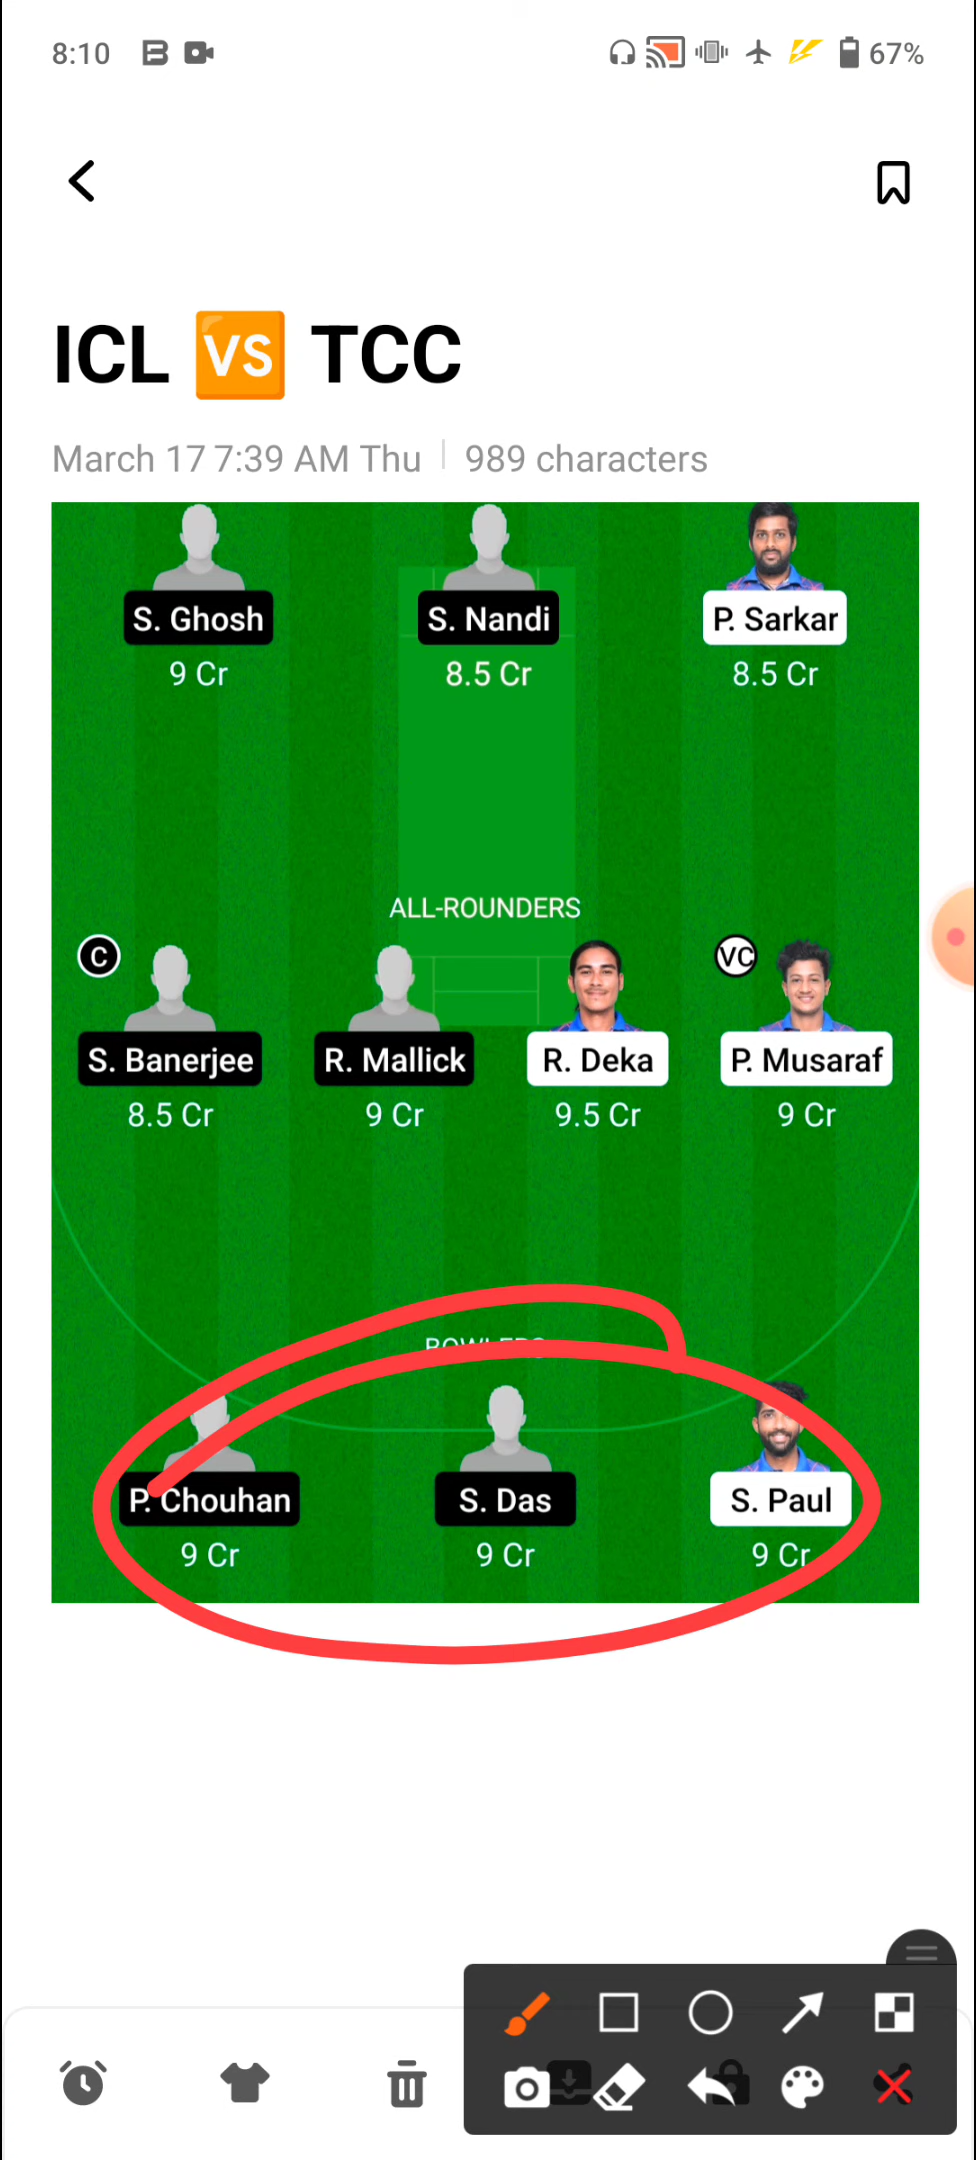 8:10
67%
ICL VS TCC
March 17 7:39 AM Thu | 989 characters
S. Ghosh S. Nandi P. Sarkar
9 Cr 8.5 Cr 8.5 Cr
ALL-ROUNDERS
C VC
S. Banerjee R. Mallick R. Deka P. Musaraf
8.5 Cr 9 Cr 9.5 Cr 9 Cr
BOWLERS
P. Chouhan S. Das S. Paul
9 Cr 9 Cr 9 Cr